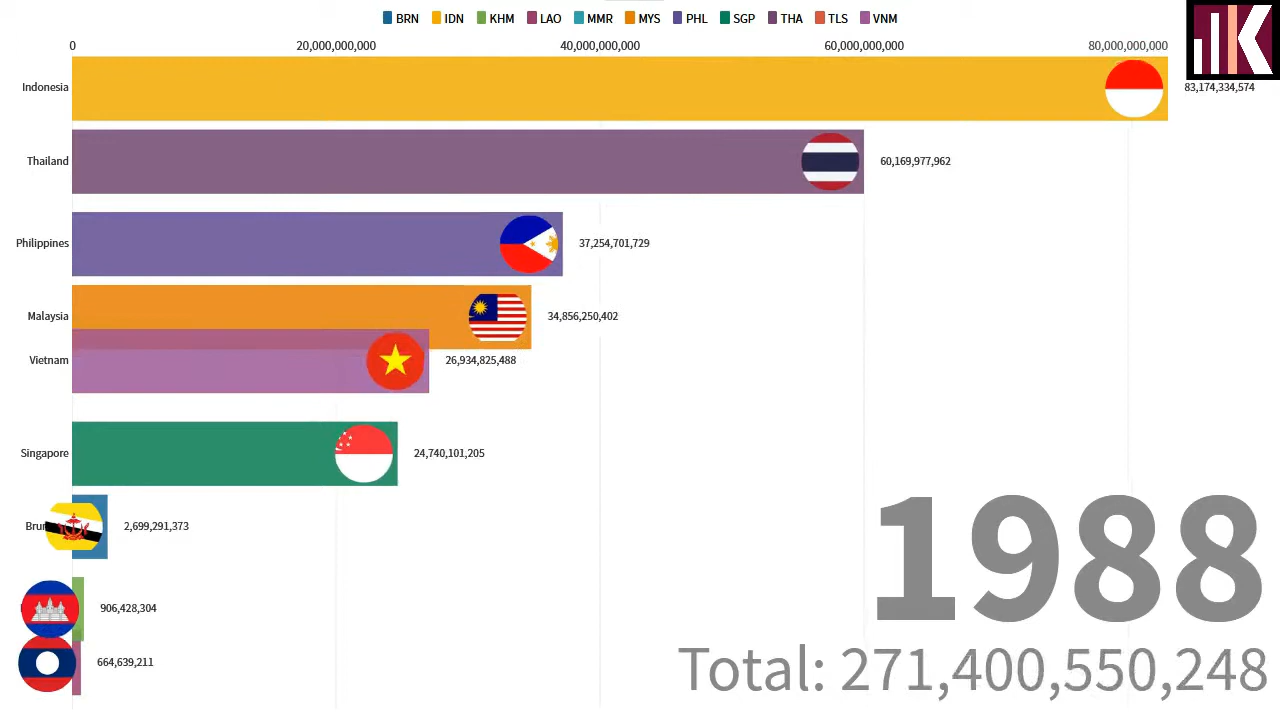 BRN IDN KHM LAO MMR MYS PHL SGP THA TLS VNM
0 20,000,000,000 40,000,000,000 60,000,000,000 80,000,000,000
Indonesia 83,174,334,574
Thailand 60,169,977,962
Philippines 37,254,701,729
Malaysia 34,856,250,402
Vietnam 26,934,825,488
Singapore 24,740,101,205
2,699,291,373
906,428,304
664,639,211
1988
Total: 271,400,550,248